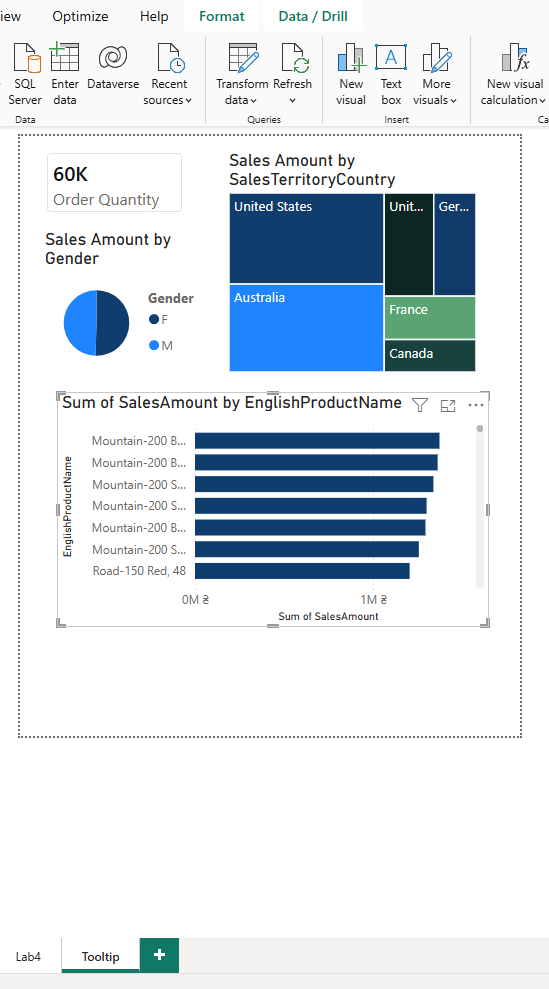 iew Optimize Help Format Data / Drill
SQL Server
Enter data
Dataverse
Recent sources
Transform data
Refresh
New visual
Text box
More visuals
New visual calculation
Data
Queries
Insert
Ca
60K
Order Quantity
Sales Amount by
Gender
Gender
F
M
Sales Amount by
SalesTerritoryCountry
United States
Unit...
Ger...
Australia
France
Canada
Sum of SalesAmount by EnglishProductName
EnglishProductName
Mountain-200 B...
Mountain-200 B...
Mountain-200 S...
Mountain-200 S...
Mountain-200 B...
Mountain-200 S...
Road-150 Red, 48
0M ₴ 1M ₴
Sum of SalesAmount
Lab4 Tooltip +